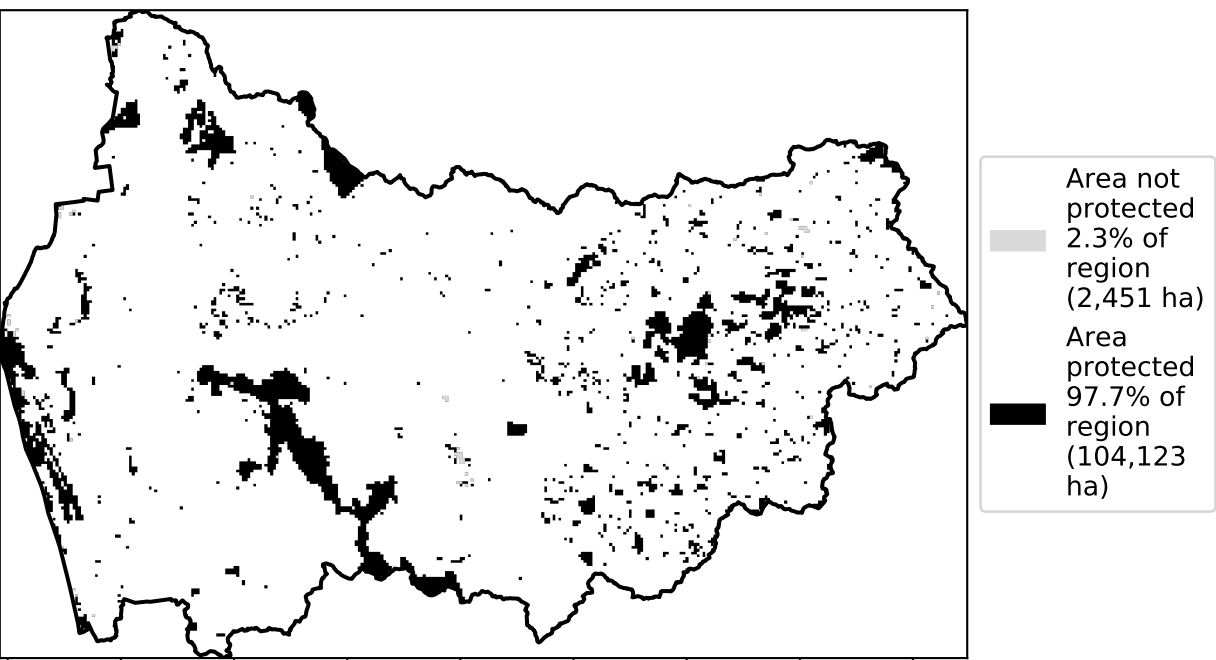 Area not
protected
2.3% of
region
(2,451 ha)
Area
protected
97.7% of
region
(104,123
ha)